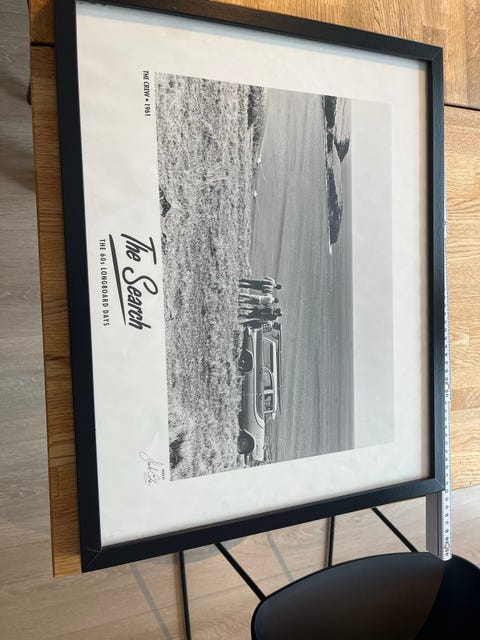 THE CREW • 1961
The Search
THE 60s LONGBOARD DAYS